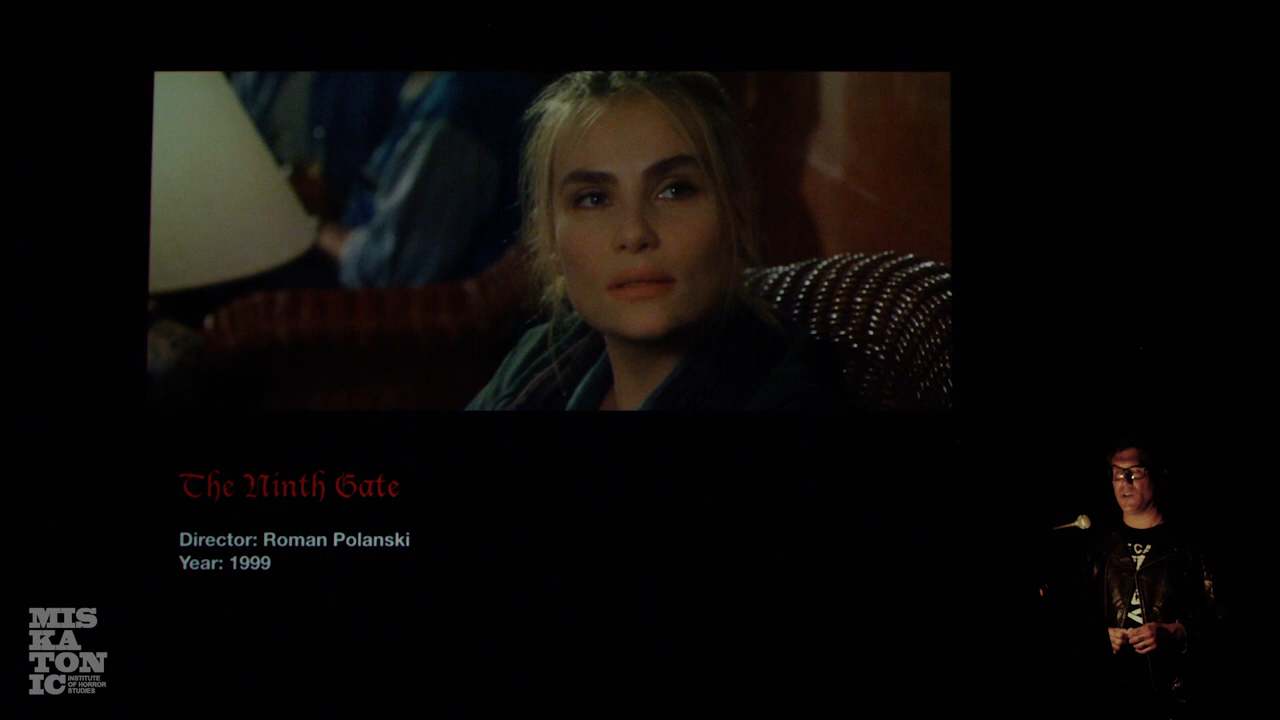 The Ninth Gate
Director: Roman Polanski
Year: 1999
MIS
KA
TON
IC
INSTITUTE
OF HORROR
STUDIES